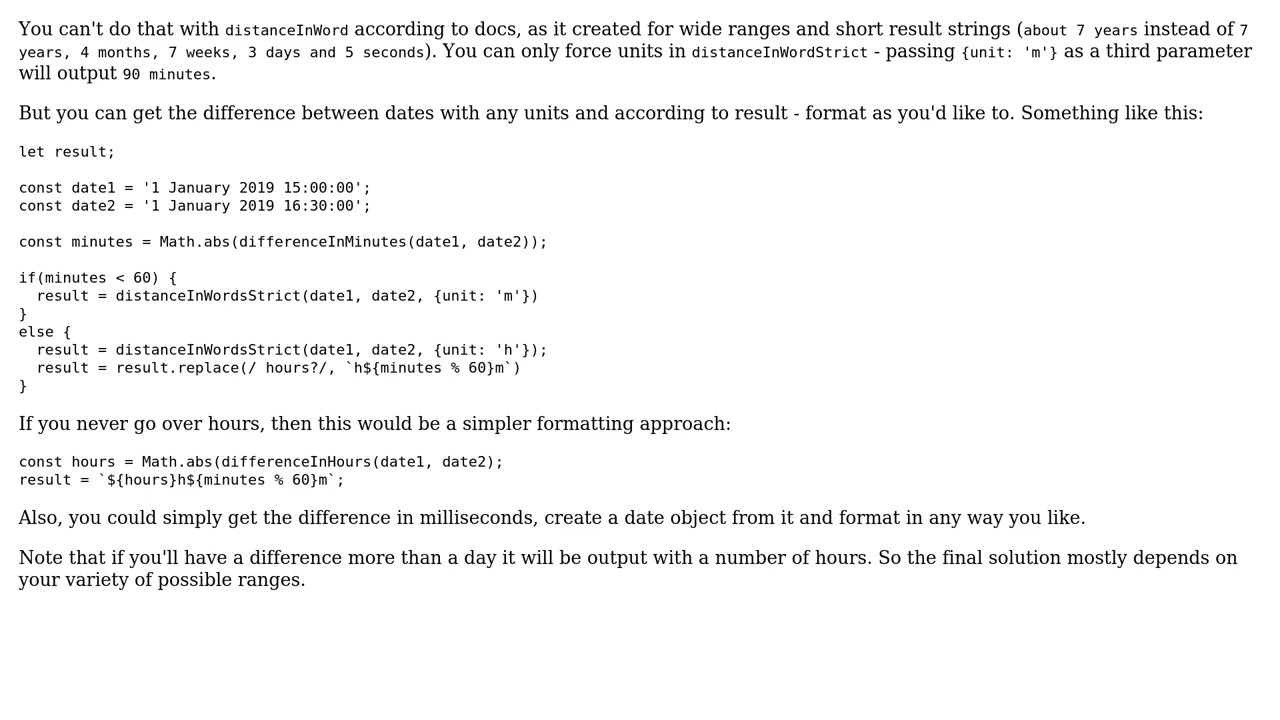 You can't do that with distanceInWord according to docs, as it created for wide ranges and short result strings (about 7 years instead of 7
years, 4 months, 7 weeks, 3 days and 5 seconds). You can only force units in distanceInWordStrict - passing {unit: 'm'} as a third parameter
will output 90 minutes.
But you can get the difference between dates with any units and according to result - format as you'd like to. Something like this:
let result;
const date1 = '1 January 2019 15:00:00';
const date2 = '1 January 2019 16:30:00';
const minutes = Math.abs(differenceInMinutes(date1, date2));
if(minutes < 60) {
  result = distanceInWordsStrict(date1, date2, {unit: 'm'})
}
else {
  result = distanceInWordsStrict(date1, date2, {unit: 'h'});
  result = result.replace(/ hours?/, `h${minutes % 60}m`)
}
If you never go over hours, then this would be a simpler formatting approach:
const hours = Math.abs(differenceInHours(date1, date2);
result = `${hours}h${minutes % 60}m`;
Also, you could simply get the difference in milliseconds, create a date object from it and format in any way you like.
Note that if you'll have a difference more than a day it will be output with a number of hours. So the final solution mostly depends on
your variety of possible ranges.